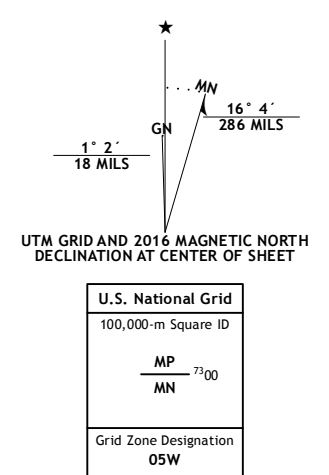 ★
MN
16° 4´
286 MILS
GN
1° 2´
18 MILS
UTM GRID AND 2016 MAGNETIC NORTH
DECLINATION AT CENTER OF SHEET
U.S. National Grid
100,000-m Square ID
MP
7300
MN
Grid Zone Designation
05W